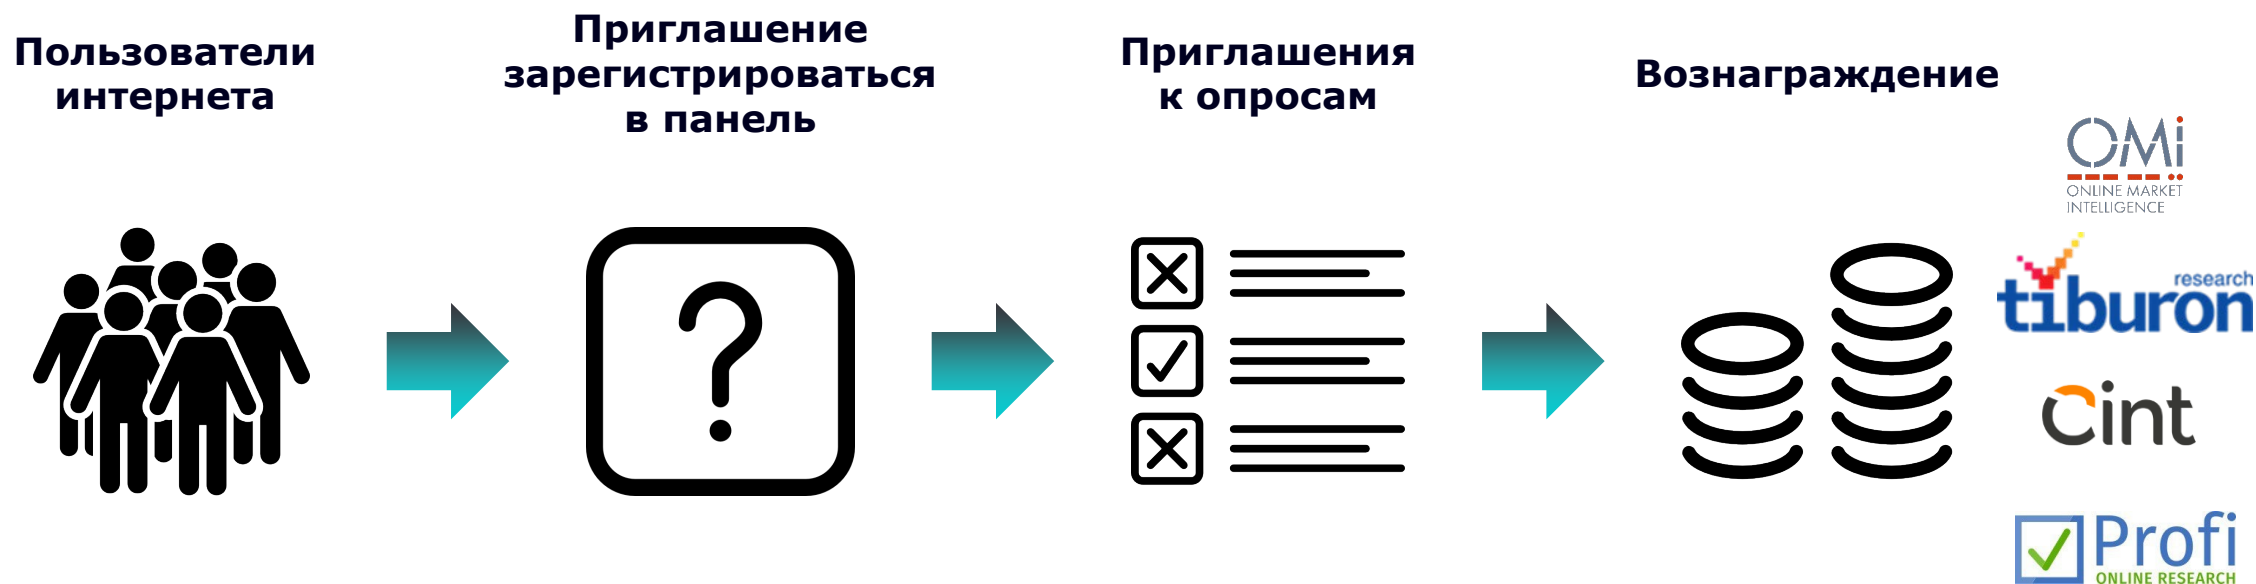 Пользователи
интернета
Приглашение
зарегистрироваться
в панель
Приглашения
к опросам
Вознаграждение
OMi
ONLINE MARKET
INTELLIGENCE
research
tiburon
Cint
Profi
ONLINE RESEARCH